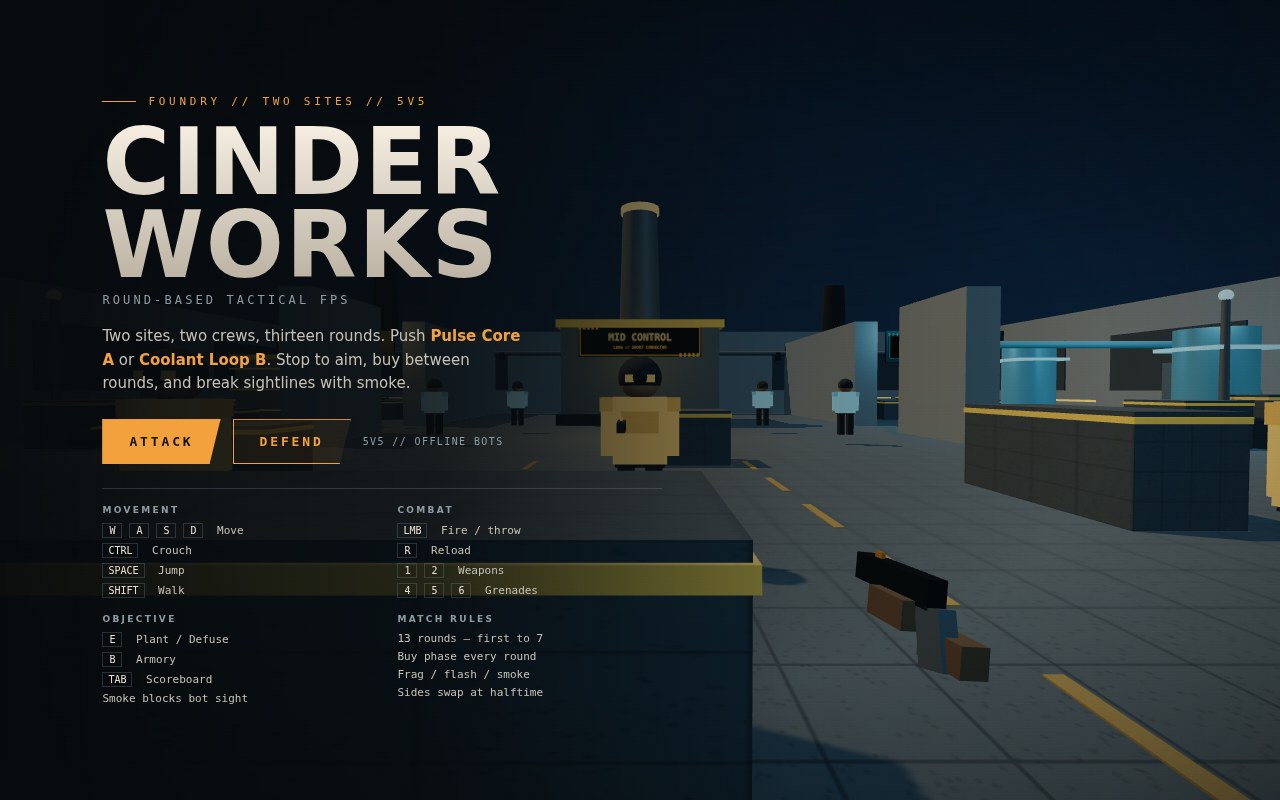 FOUNDRY // TWO SITES // 5V5
CINDER
WORKS
ROUND-BASED TACTICAL FPS
Two sites, two crews, thirteen rounds. Push Pulse Core
A or Coolant Loop B. Stop to aim, buy between
rounds, and break sightlines with smoke.
ATTACK
DEFEND
5V5 // OFFLINE BOTS
MOVEMENT
W A S D Move
CTRL Crouch
SPACE Jump
SHIFT Walk
COMBAT
LMB Fire / throw
R Reload
1 2 Weapons
4 5 6 Grenades
OBJECTIVE
E Plant / Defuse
B Armory
TAB Scoreboard
Smoke blocks bot sight
MATCH RULES
13 rounds — first to 7
Buy phase every round
Frag / flash / smoke
Sides swap at halftime
MID CONTROL